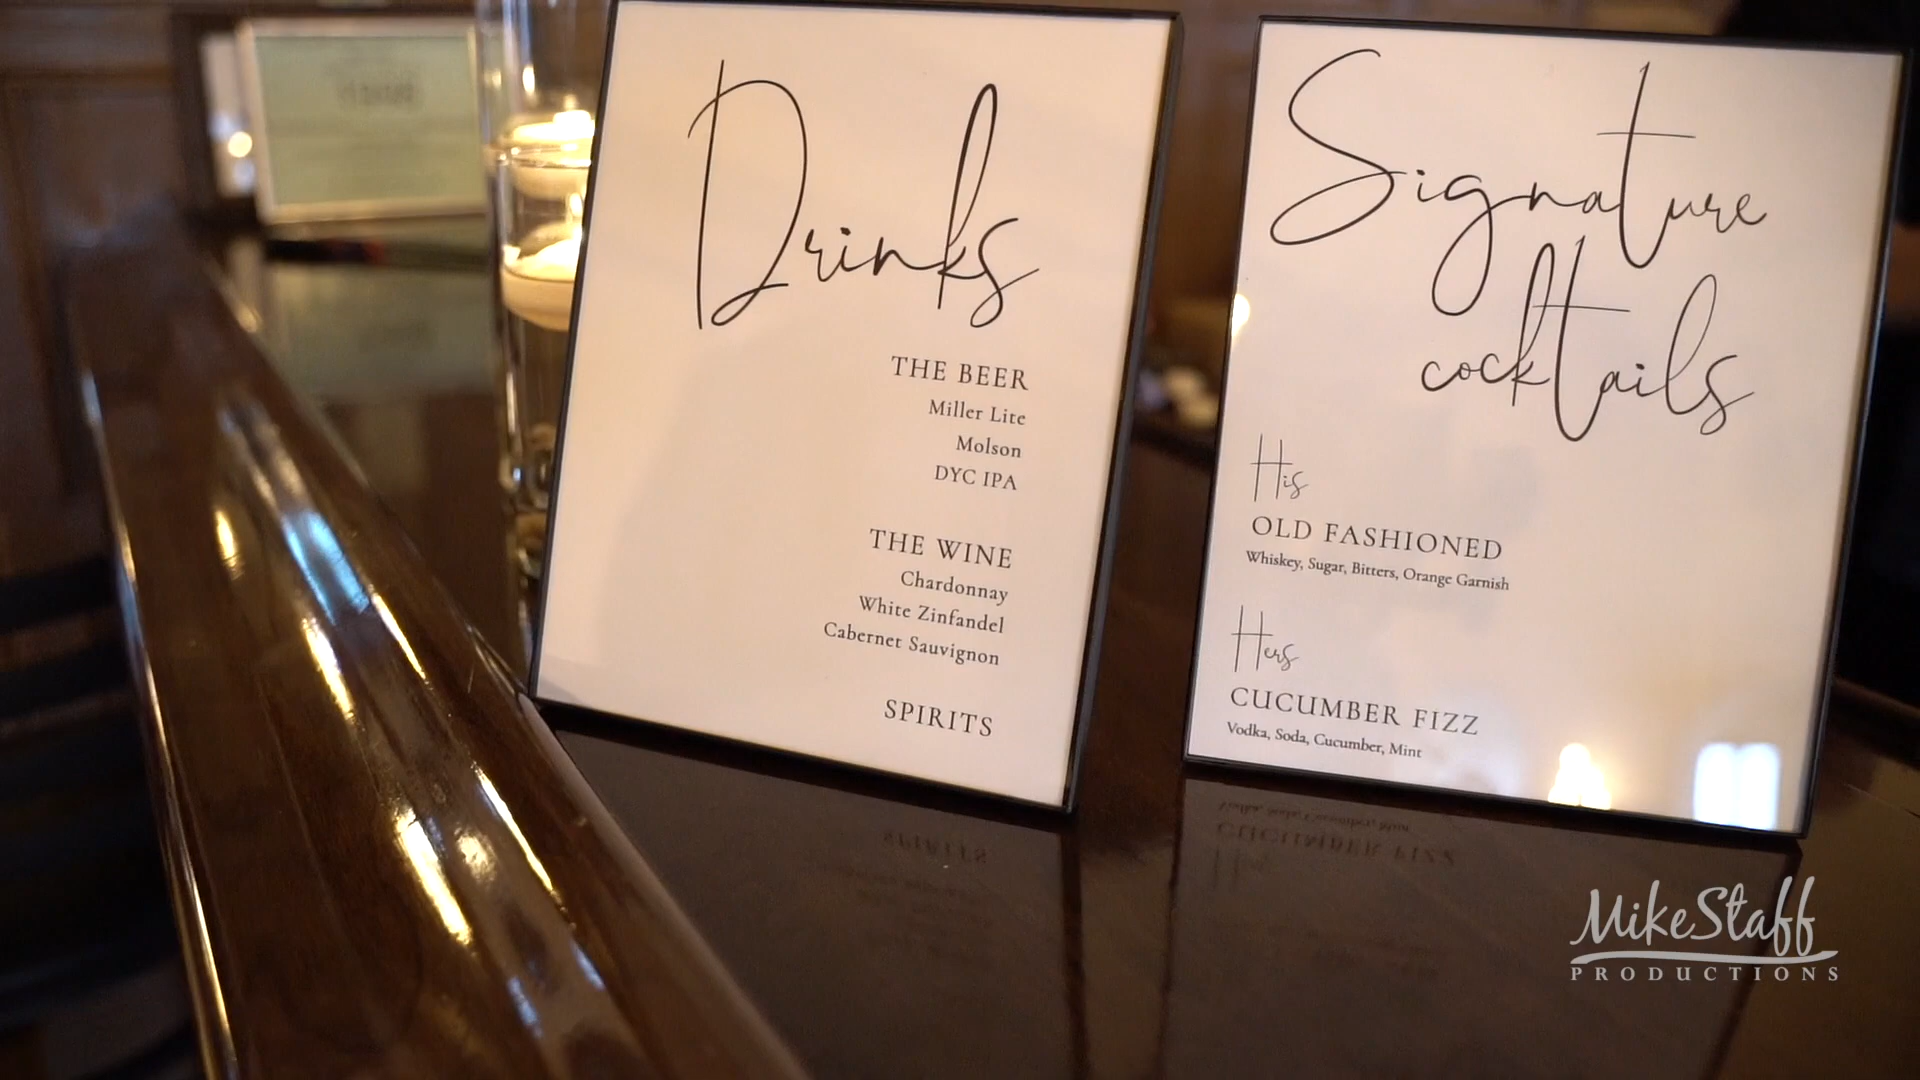 Drinks
THE BEER
Miller Lite
Molson
DYC IPA
THE WINE
Chardonnay
White Zinfandel
Cabernet Sauvignon
SPIRITS
Signature
cocktails
His
OLD FASHIONED
Whiskey, Sugar, Bitters, Orange Garnish
Hers
CUCUMBER FIZZ
Vodka, Soda, Cucumber, Mint
MikeStaff
PRODUCTIONS